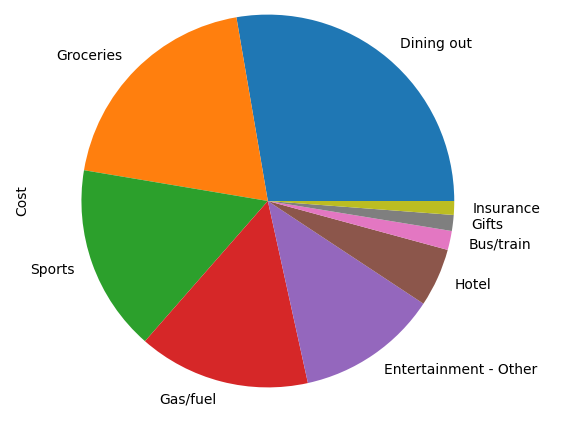 Dining out
Groceries
Cost
Insurance
Gifts
Bus/train
Sports
Hotel
Entertainment - Other
Gas/fuel